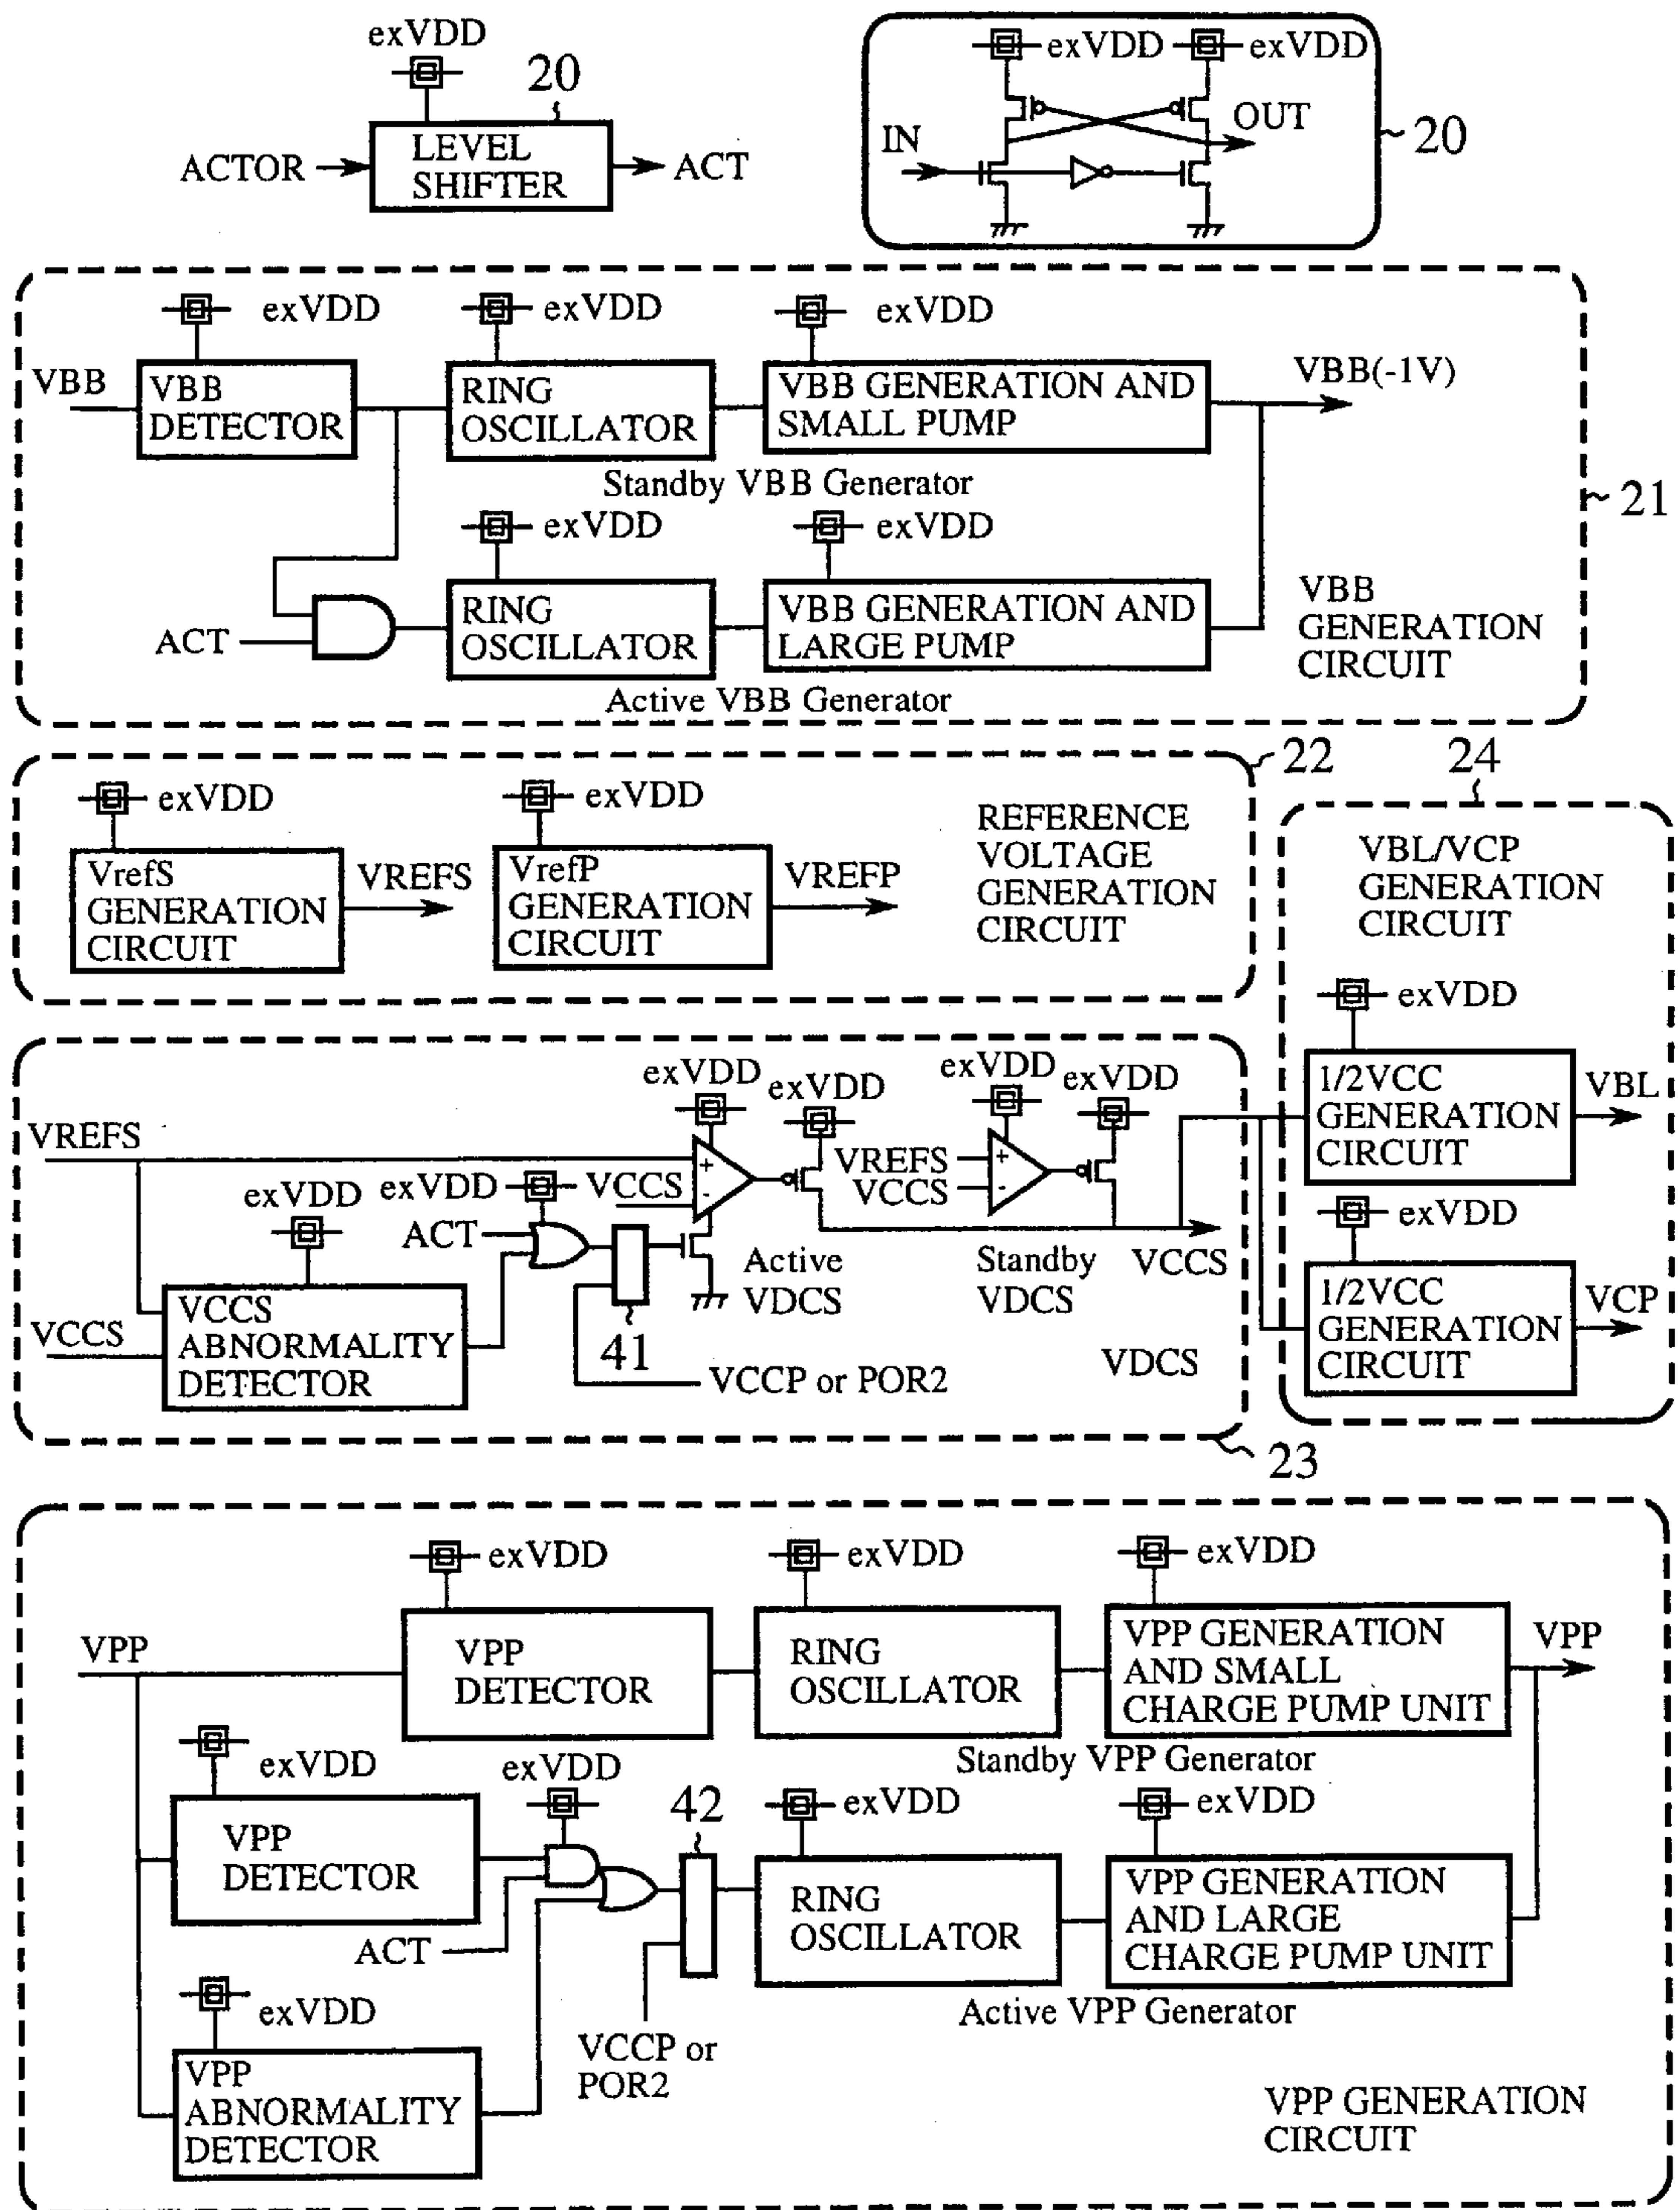 exVDD
20
ACTOR
LEVEL
SHIFTER
ACT
exVDD
exVDD
IN
OUT
20
exVDD
exVDD
exVDD
VBB
VBB
DETECTOR
RING
OSCILLATOR
VBB GENERATION AND
SMALL PUMP
VBB(-1V)
Standby VBB Generator
21
exVDD
exVDD
ACT
RING
OSCILLATOR
VBB GENERATION AND
LARGE PUMP
VBB
GENERATION
CIRCUIT
Active VBB Generator
22
exVDD
exVDD
VrefS
GENERATION
CIRCUIT
VREFS
VrefP
GENERATION
CIRCUIT
VREFP
REFERENCE
VOLTAGE
GENERATION
CIRCUIT
24
VBL/VCP
GENERATION
CIRCUIT
exVDD
1/2VCC
GENERATION
CIRCUIT
VBL
exVDD
1/2VCC
GENERATION
CIRCUIT
VCP
exVDD
exVDD
exVDD
exVDD
VREFS
+
-
VCCS
VREFS
VCCS
+
-
exVDD
exVDD
ACT
Active
VDCS
Standby
VDCS
VCCS
VCCS
VCCS
ABNORMALITY
DETECTOR
41
VCCP or POR2
VDCS
23
exVDD
exVDD
exVDD
VPP
VPP
DETECTOR
RING
OSCILLATOR
VPP GENERATION
AND SMALL
CHARGE PUMP UNIT
VPP
Standby VPP Generator
exVDD
exVDD
42
exVDD
exVDD
VPP
DETECTOR
ACT
RING
OSCILLATOR
VPP GENERATION
AND LARGE
CHARGE PUMP UNIT
Active VPP Generator
exVDD
VCCP or
POR2
VPP
ABNORMALITY
DETECTOR
VPP GENERATION
CIRCUIT